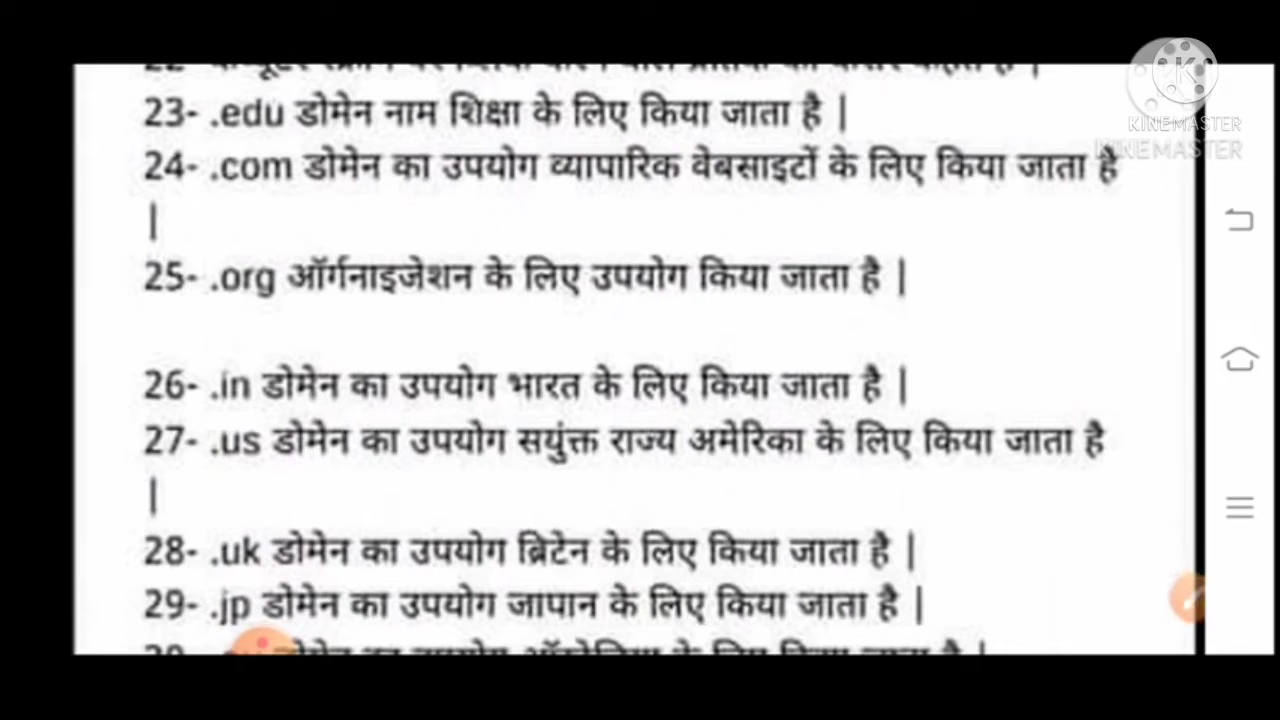 23- .edu डोमेन नाम शिक्षा के लिए किया जाता है |
24- .com डोमेन का उपयोग व्यापारिक वेबसाइटों के लिए किया जाता है
|
25- .org ऑर्गनाइजेशन के लिए उपयोग किया जाता है |
26- .in डोमेन का उपयोग भारत के लिए किया जाता है |
27- .us डोमेन का उपयोग सयुंक्त राज्य अमेरिका के लिए किया जाता है
|
28- .uk डोमेन का उपयोग ब्रिटेन के लिए किया जाता है |
29- .jp डोमेन का उपयोग जापान के लिए किया जाता है |
KINEMASTER
KINEMASTER